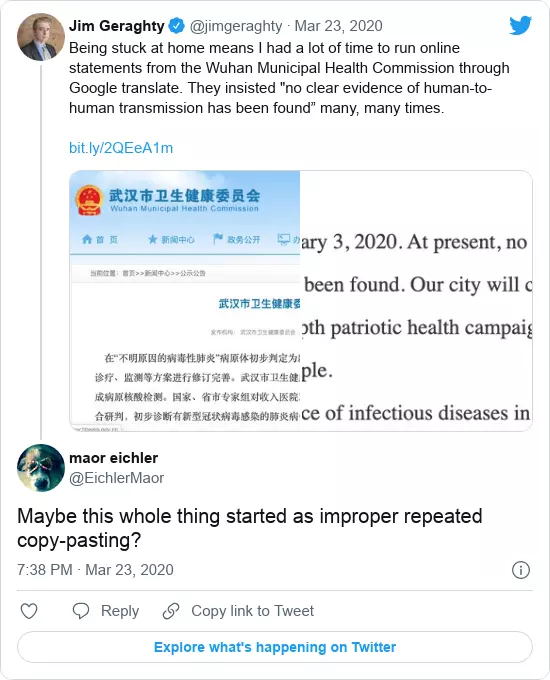 Jim Geraghty @jimgeraghty · Mar 23, 2020
Being stuck at home means I had a lot of time to run online
statements from the Wuhan Municipal Health Commission through
Google translate. They insisted "no clear evidence of human-to-
human transmission has been found” many, many times.
bit.ly/2QEeA1m
武汉市卫生健康委员会
Wuhan Municipal Health Commission
首 页 新闻中心 政务公开 办
当前位置: 首页>>新闻中心>>公示公告
武汉市卫生健康委
发布机构: 武汉市卫生健康委员会
在“不明原因的病毒性肺炎”病原体初步判定为
诊疗、监测等方案进行修订完善。武汉市卫生健
成病原核酸检测。国家、省市专家组对收入医院
合研判，初步诊断有新型冠状病毒感染的肺炎病
ary 3, 2020. At present, no
been found. Our city will c
oth patriotic health campaig
ple.
ce of infectious diseases in
maor eichler
@EichlerMaor
Maybe this whole thing started as improper repeated
copy-pasting?
7:38 PM · Mar 23, 2020
Reply Copy link to Tweet
Explore what's happening on Twitter